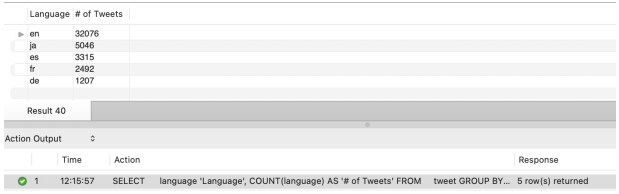 Language # of Tweets
en 32076
ja 5046
es 3315
fr 2492
de 1207
Result 40
Action Output
Time Action Response
1 12:15:57 SELECT language 'Language', COUNT(language) AS '# of Tweets' FROM tweet GROUP BY... 5 row(s) returned